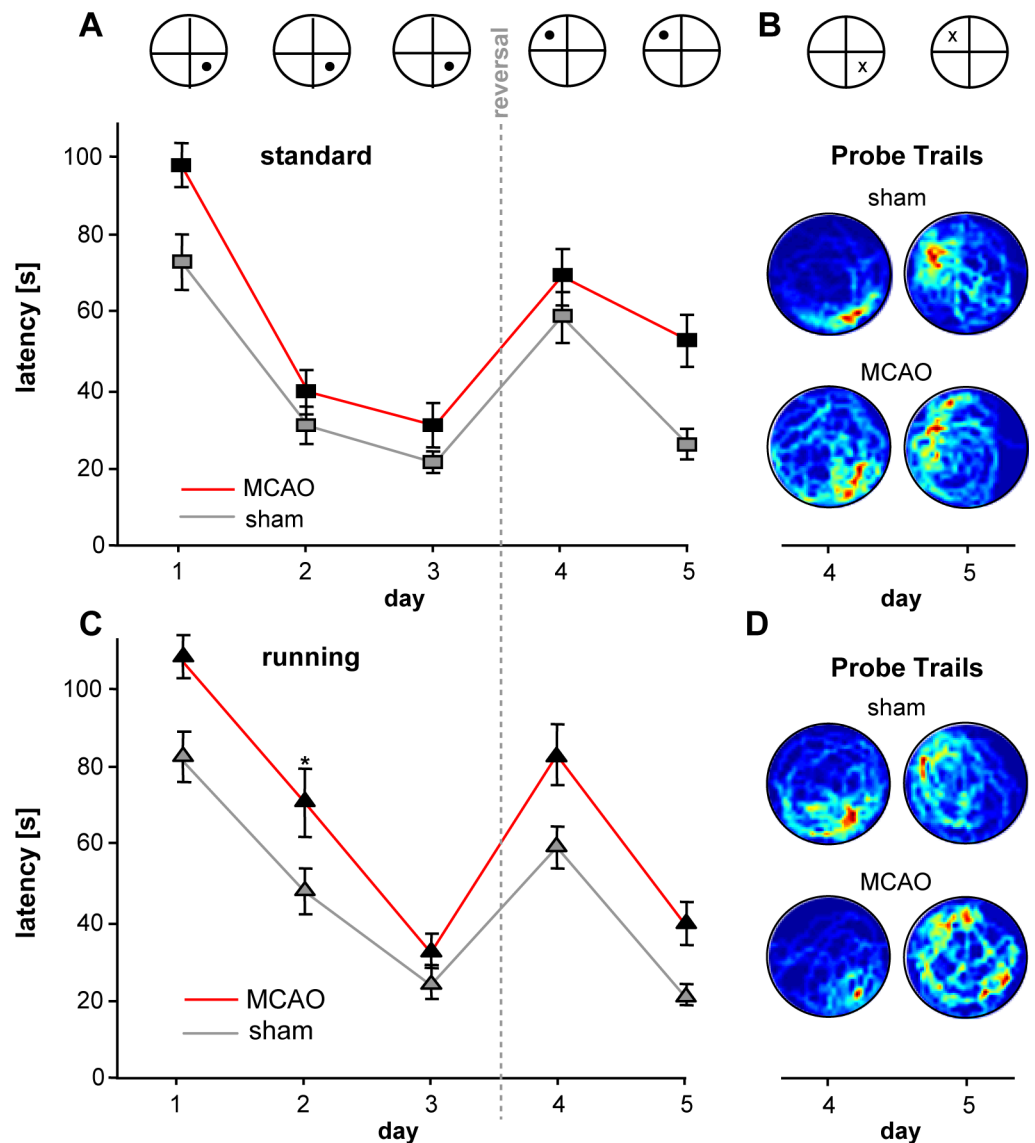 A
B
reversal
x
x
standard
latency [s]
100
80
60
40
20
0
MCAO
sham
1 2 3 4 5
day
Probe Trails
sham
MCAO
4 5
day
C
D
running
latency [s]
100
80
60
40
20
0
*
MCAO
sham
1 2 3 4 5
day
Probe Trails
sham
MCAO
4 5
day